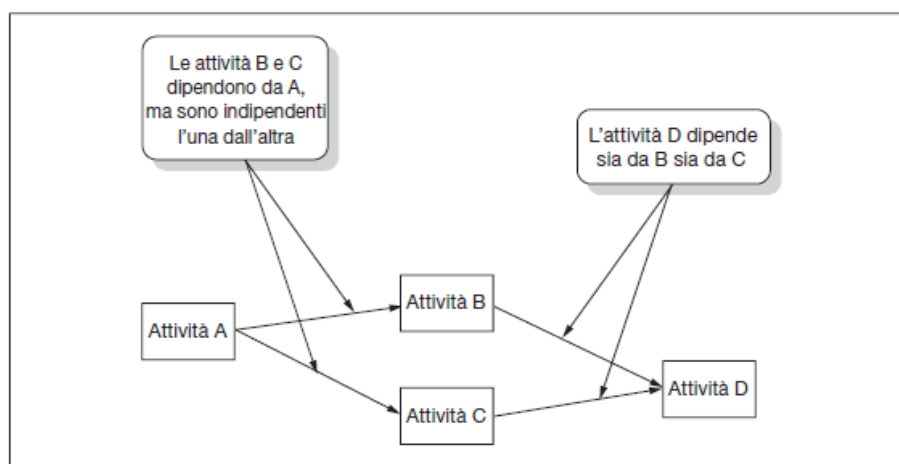 Le attività B e C
dipendono da A,
ma sono indipendenti
l'una dall'altra
L'attività D dipende
sia da B sia da C
Attività B
Attività A
Attività D
Attività C